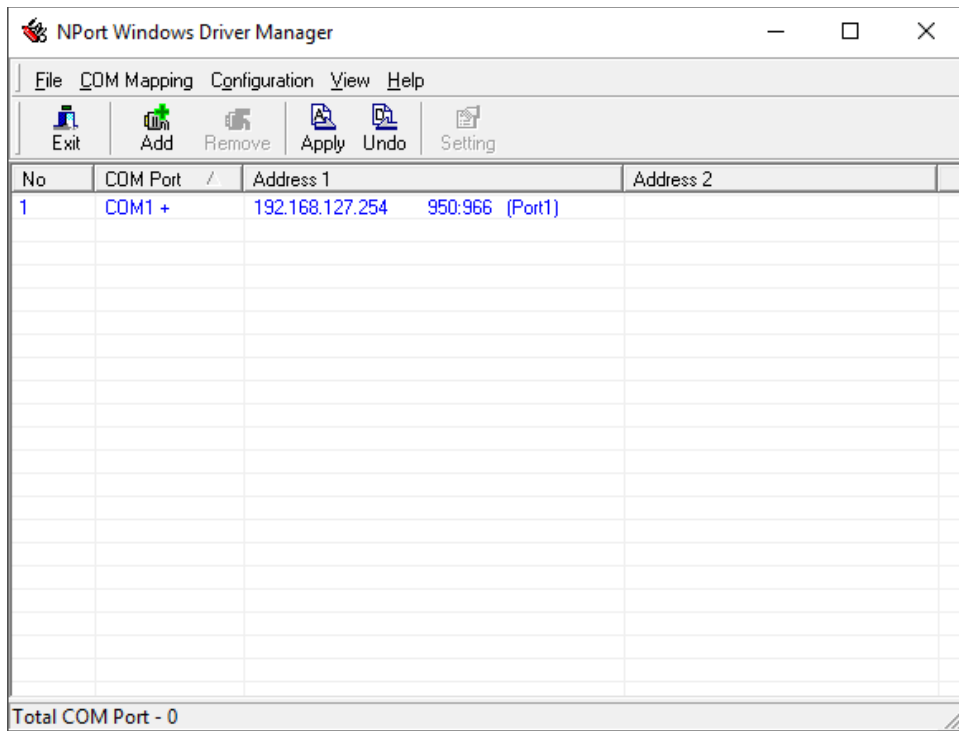 NPort Windows Driver Manager
File COM Mapping Configuration View Help
Exit Add Remove Apply Undo Setting
No COM Port Address 1 Address 2
1 COM1 + 192.168.127.254 950:966 (Port1)
Total COM Port - 0